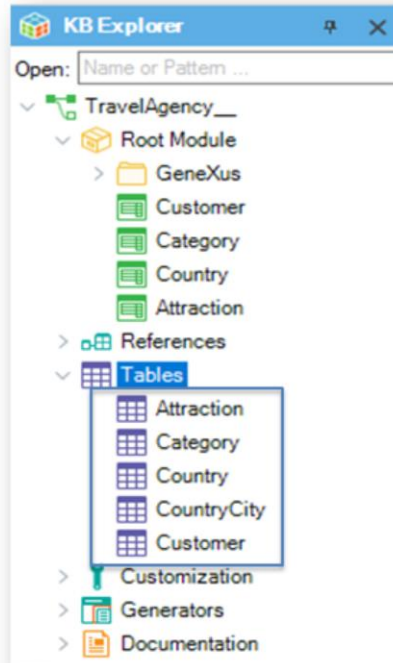 KB Explorer
Open: Name or Pattern ...
TravelAgency__
Root Module
GeneXus
Customer
Category
Country
Attraction
References
Tables
Attraction
Category
Country
CountryCity
Customer
Customization
Generators
Documentation